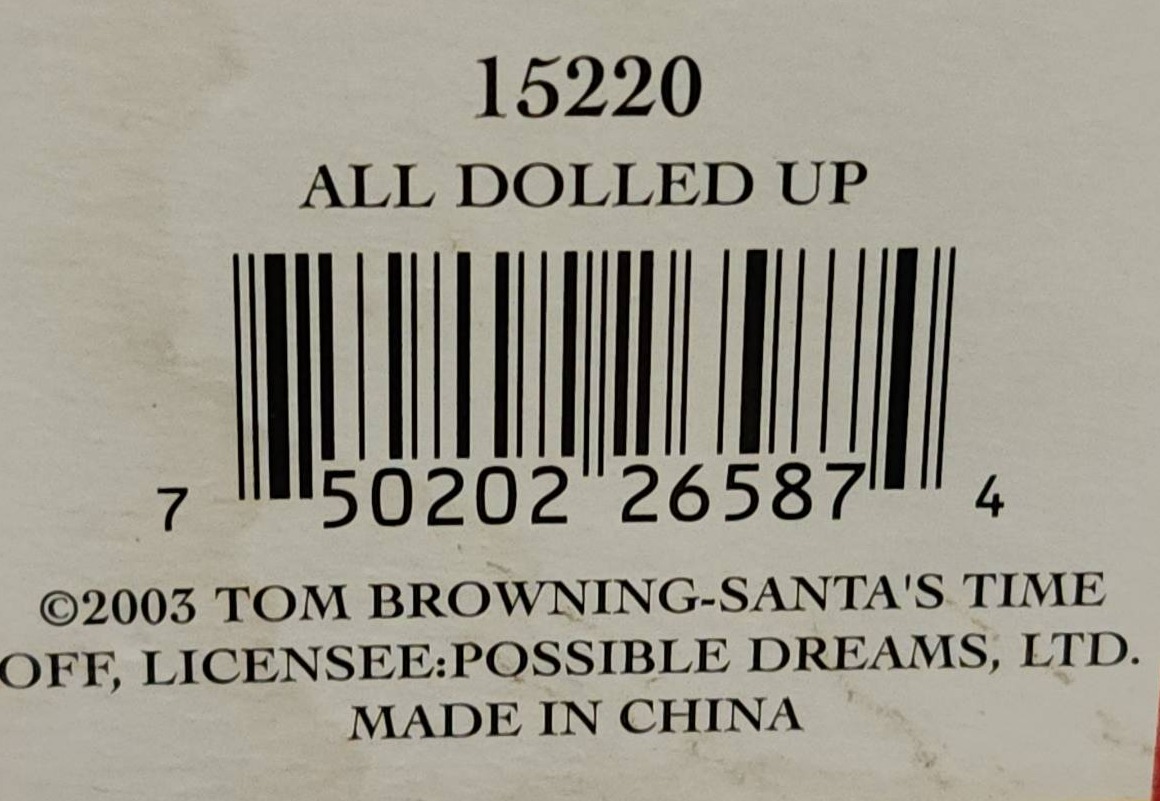 15220
ALL DOLLED UP
7 50202 26587 4
©2003 TOM BROWNING-SANTA'S TIME
OFF, LICENSEE:POSSIBLE DREAMS, LTD.
MADE IN CHINA